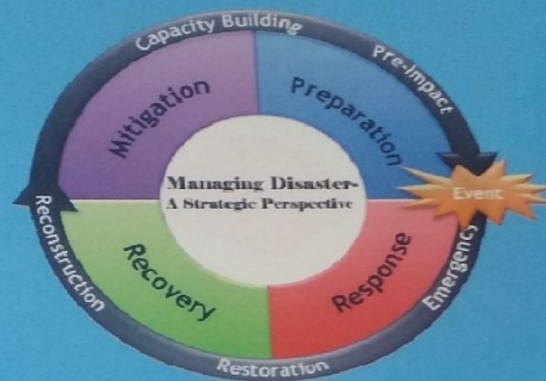 Capacity Building
Pre-Impact
Mitigation
Preparation
Managing Disaster-
A Strategic Perspective
Event
Reconstruction
Recovery
Response
Emergency
Restoration